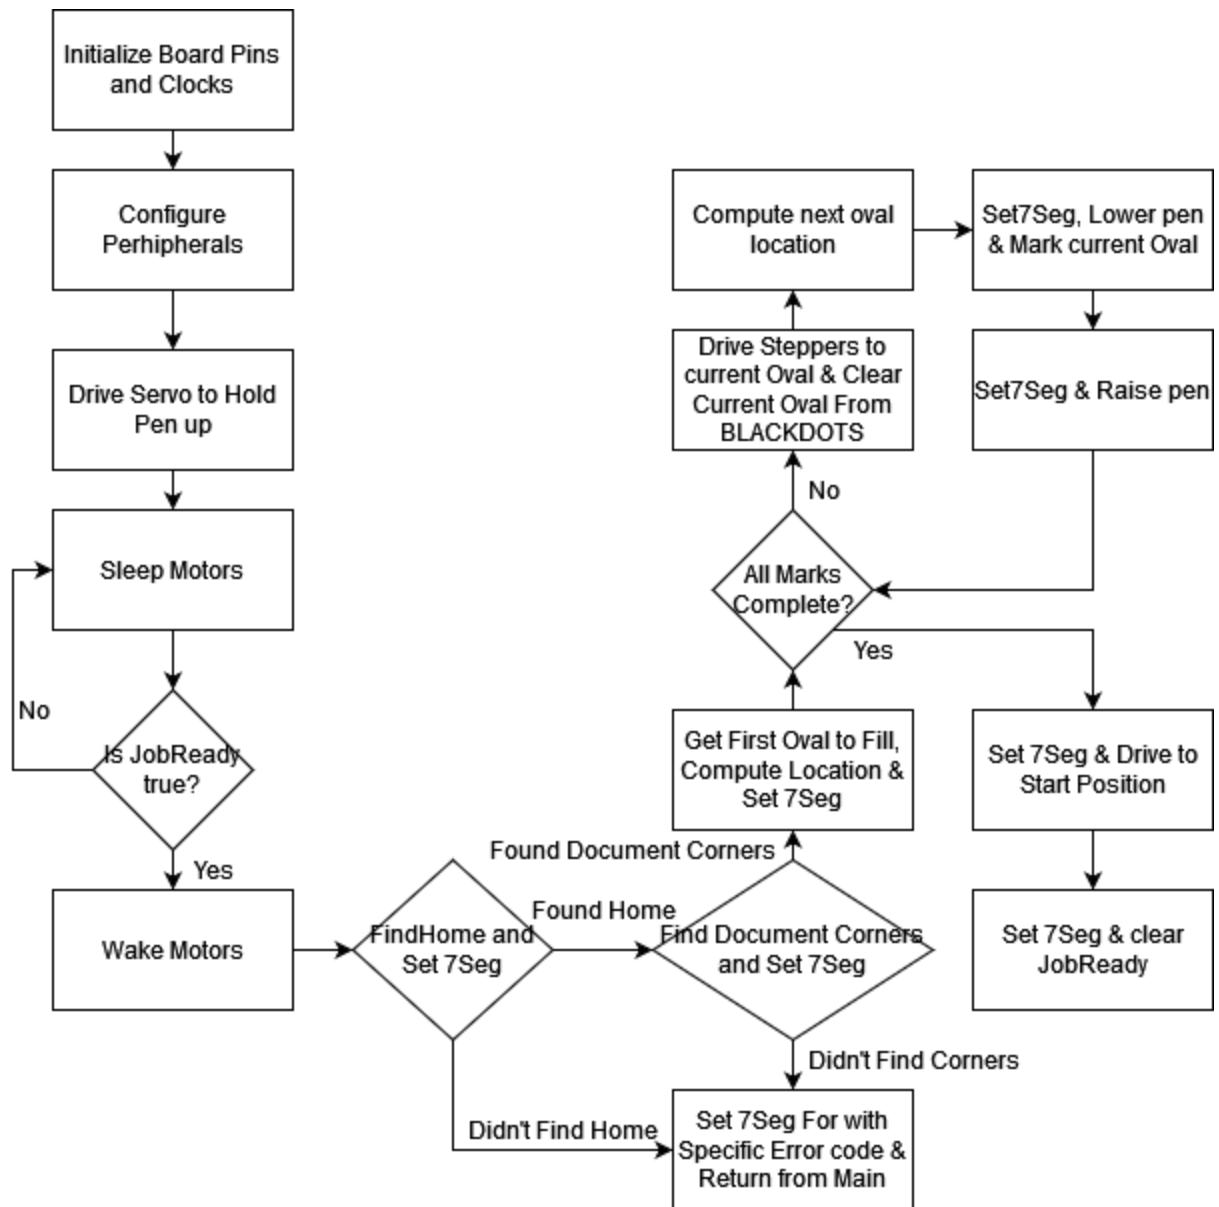 Initialize Board Pins
and Clocks
Configure
Perhipherals
Drive Servo to Hold
Pen up
Sleep Motors
No
Is JobReady
true?
Yes
Wake Motors
FindHome and
Set 7Seg
Found Home
Didn't Find Home
Find Document Corners
and Set 7Seg
Found Document Corners
Didn't Find Corners
Set 7Seg For with
Specific Error code &
Return from Main
Get First Oval to Fill,
Compute Location &
Set 7Seg
All Marks
Complete?
No
Drive Steppers to
current Oval & Clear
Current Oval From
BLACKDOTS
Compute next oval
location
Set7Seg, Lower pen
& Mark current Oval
Set7Seg & Raise pen
Yes
Set 7Seg & Drive to
Start Position
Set 7Seg & clear
JobReady